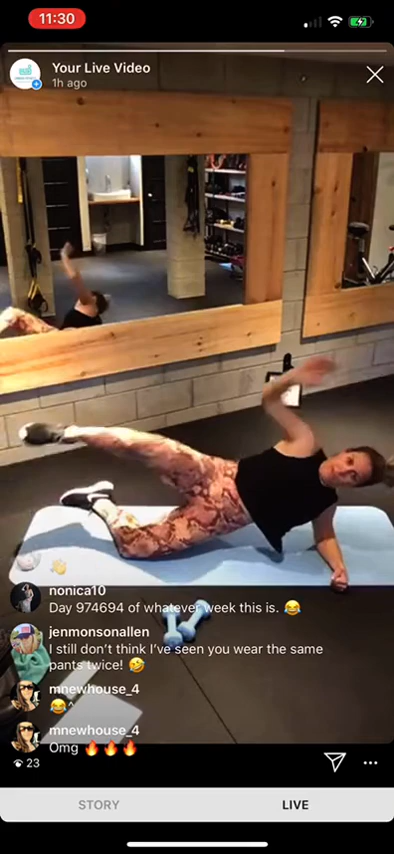 11:30
Your Live Video
1h ago
nonica10
Day 974694 of whatever week this is. 😂
jenmonsonallen
I still don't think I've seen you wear the
same
pants twice! 🤣
mnewhouse_4
😂^
mnewhouse_4
Omg 🔥🔥🔥
23
STORY
LIVE